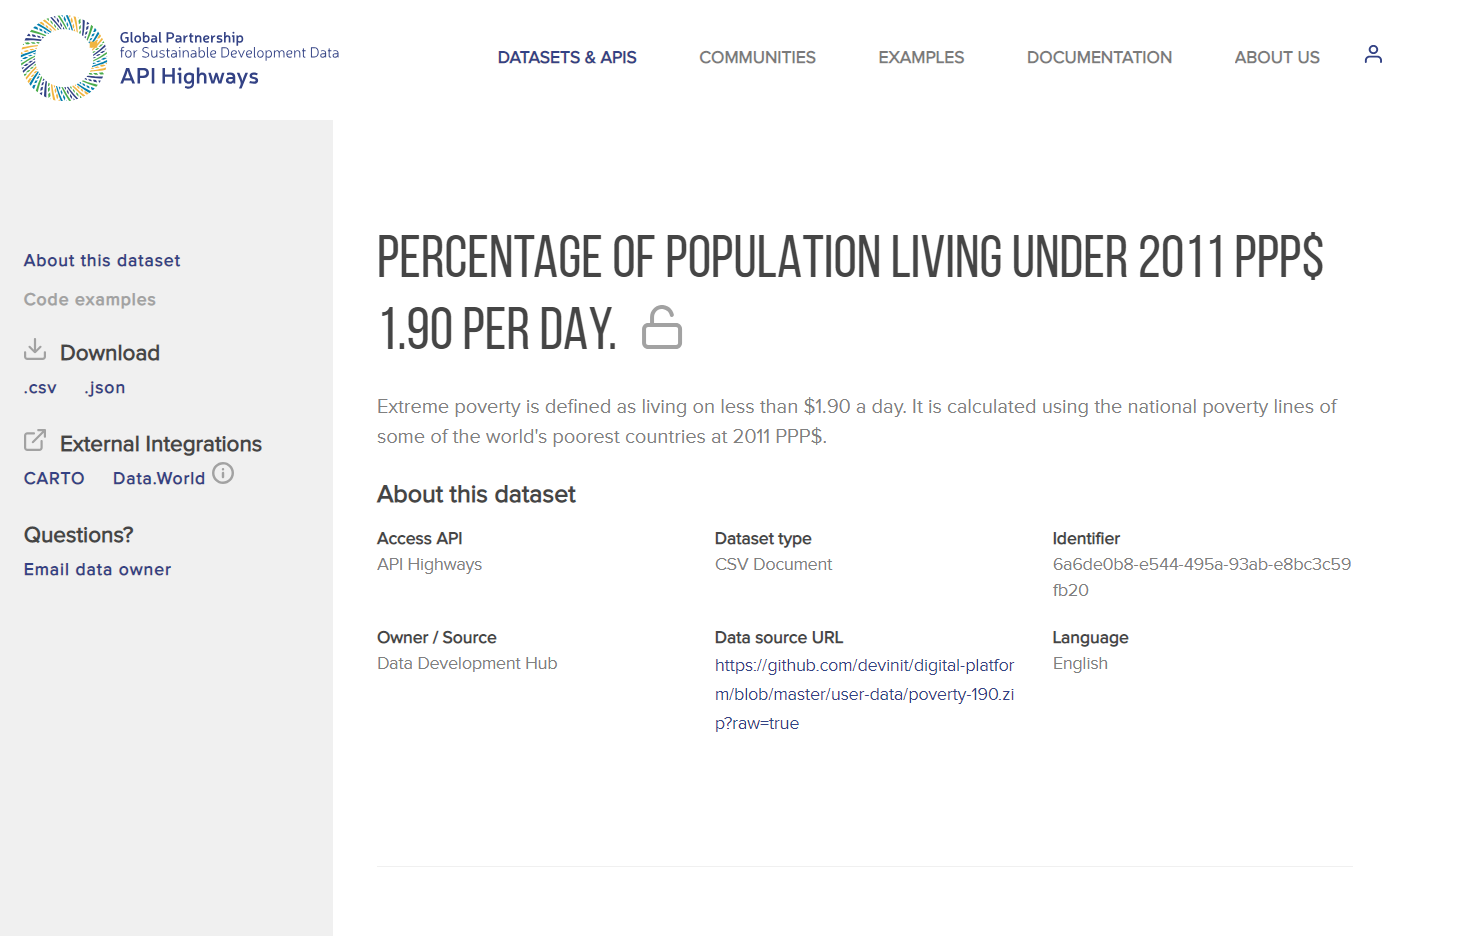 Global Partnership
for Sustainable Development Data
API Highways
DATASETS & APIS
COMMUNITIES
EXAMPLES
DOCUMENTATION
ABOUT US
About this dataset
Code examples
Download
.csv .json
External Integrations
CARTO Data.World
Questions?
Email data owner
PERCENTAGE OF POPULATION LIVING UNDER 2011 PPP$
1.90 PER DAY.
Extreme poverty is defined as living on less than $1.90 a day. It is calculated using the national poverty lines of
some of the world's poorest countries at 2011 PPP$.
About this dataset
Access API
API Highways
Dataset type
CSV Document
Identifier
6a6de0b8-e544-495a-93ab-e8bc3c59
fb20
Owner / Source
Data Development Hub
Data source URL
https://github.com/devinit/digital-platfor
m/blob/master/user-data/poverty-190.zi
p?raw=true
Language
English